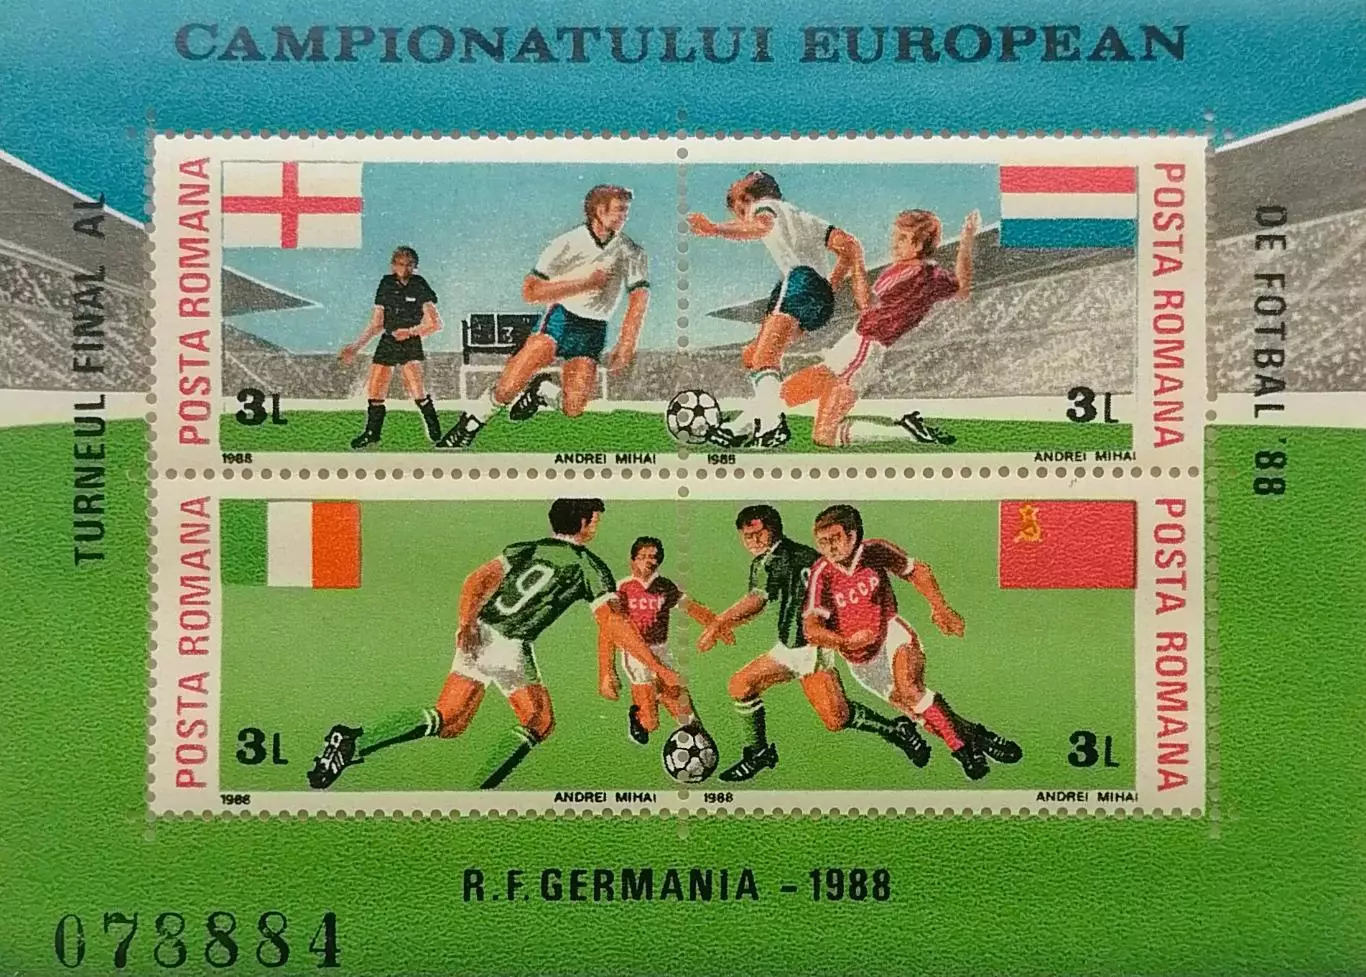 CAMPIONATULUI EUROPEAN
TURNEUL FINAL AL
DE FOTBAL '88
POSTA ROMANA
3L
1988
ANDREI MIHAI
POSTA ROMANA
3L
1988
ANDREI MIHAI
POSTA ROMANA
9
CCCP
3L
1988
ANDREI MIHAI
POSTA ROMANA
CCCP
3L
1988
ANDREI MIHAI
R.F. GERMANIA - 1988
078884